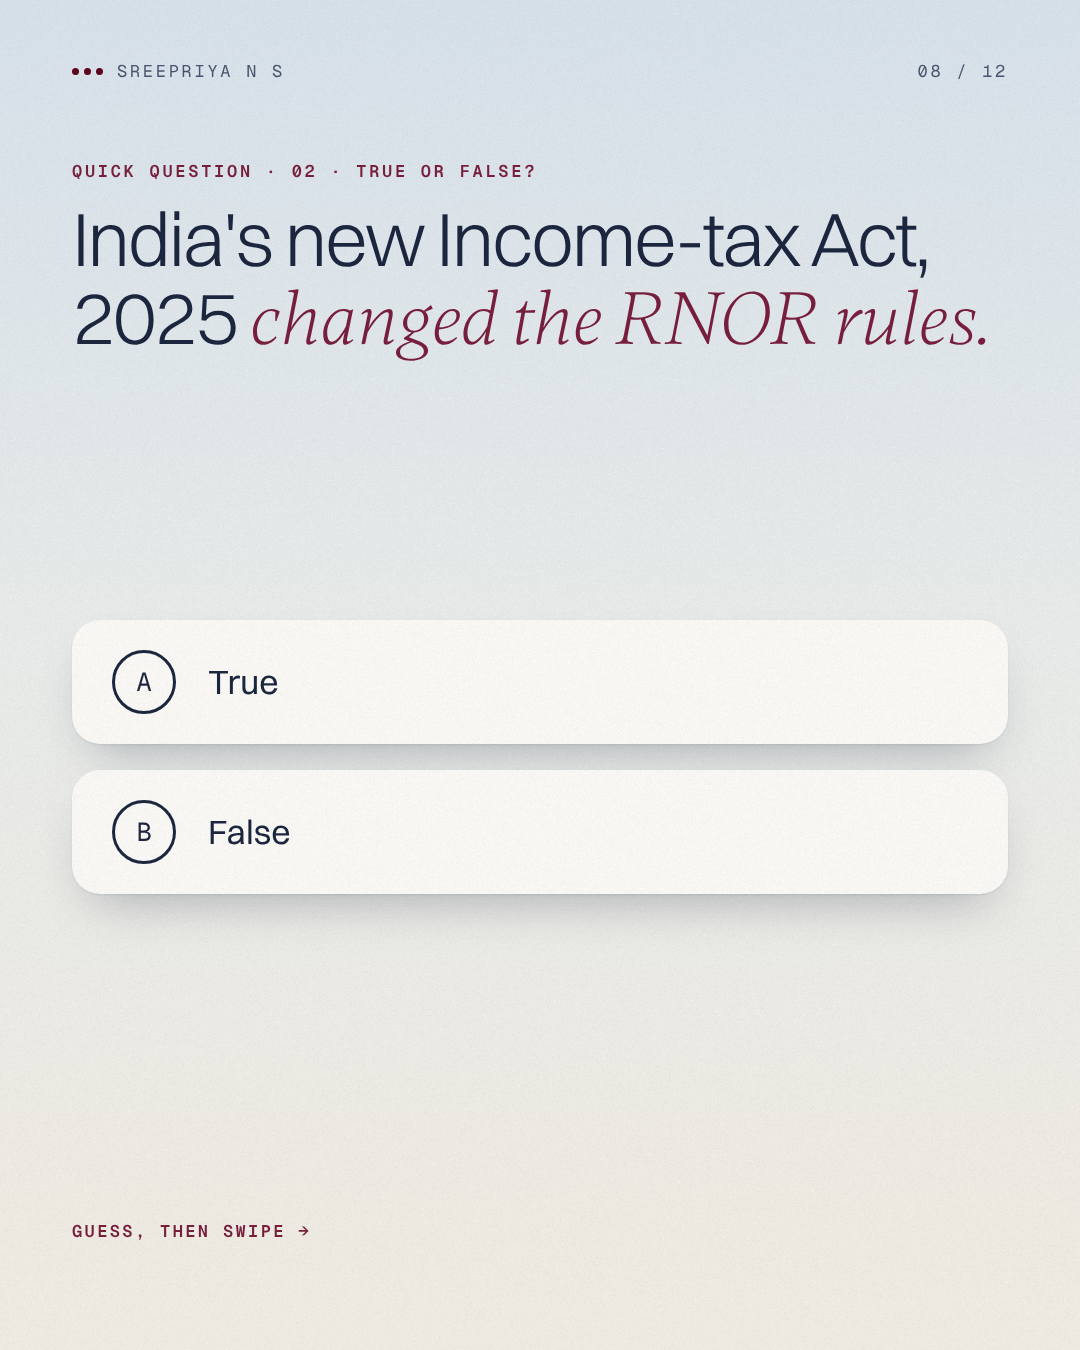 SREEPRIYA N S
08 / 12
QUICK QUESTION · 02 · TRUE OR FALSE?
India's new Income-tax Act,
2025 changed the RNOR rules.
A True
B False
GUESS, THEN SWIPE →